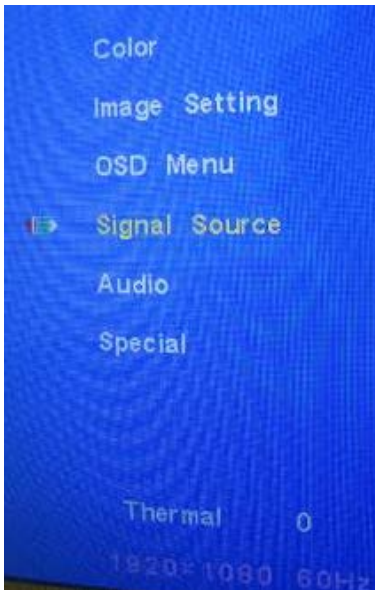 Color
Image Setting
OSD Menu
Signal Source
Audio
Special
Thermal 0
1920×1080 60Hz